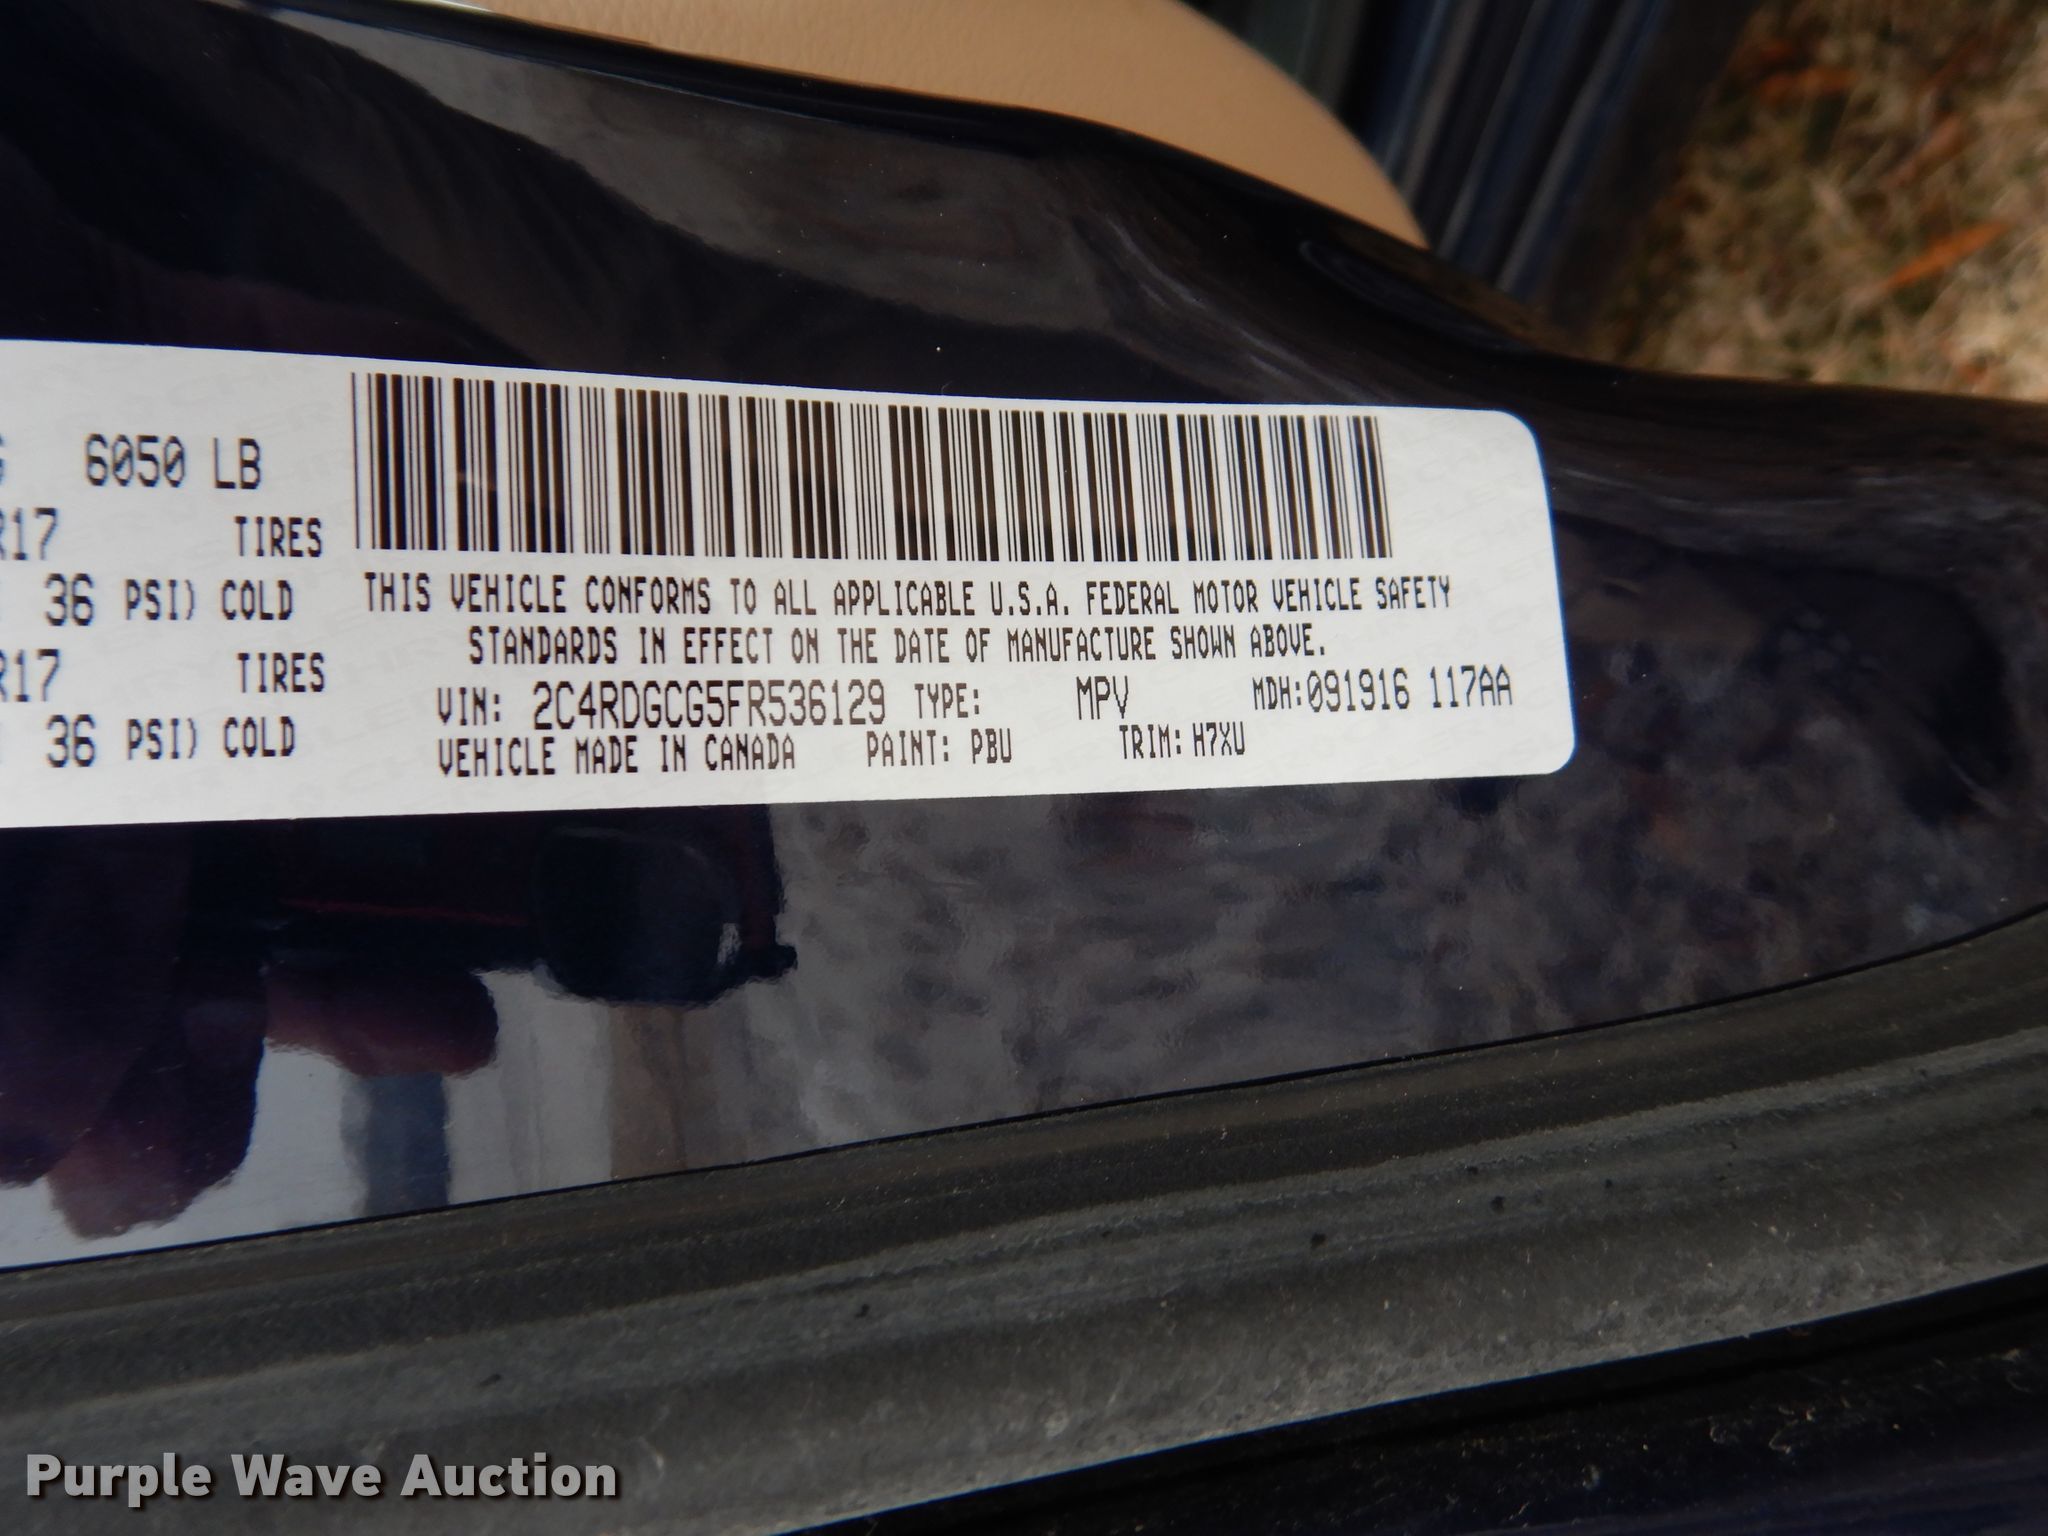 6050 LB
R17 TIRES
36 PSI) COLD
R17 TIRES
36 PSI) COLD
THIS VEHICLE CONFORMS TO ALL APPLICABLE U.S.A. FEDERAL MOTOR VEHICLE SAFETY
STANDARDS IN EFFECT ON THE DATE OF MANUFACTURE SHOWN ABOVE.
VIN: 2C4RDGCG5FR536129 TYPE: MPV MDH:091916 117AA
VEHICLE MADE IN CANADA PAINT: PBU TRIM: H7XU
Purple Wave Auction